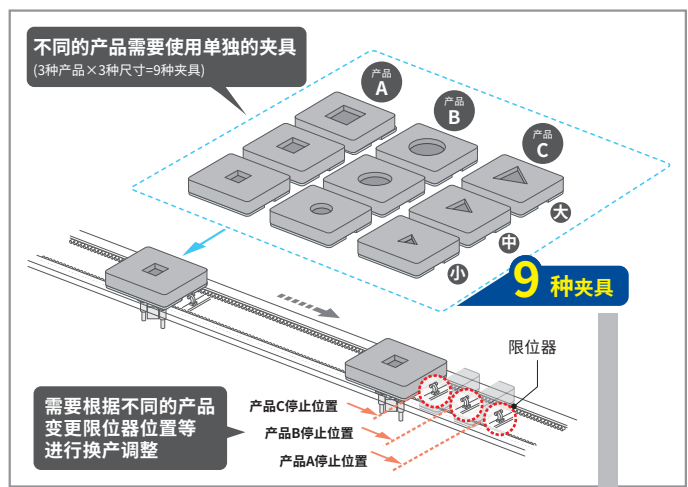 不同的产品需要使用单独的夹具
(3种产品×3种尺寸=9种夹具)
产品
A
产品
B
产品
C
大
中
小
9种夹具
限位器
需要根据不同的产品
变更限位器位置等
进行换产调整
产品C停止位置
产品B停止位置
产品A停止位置